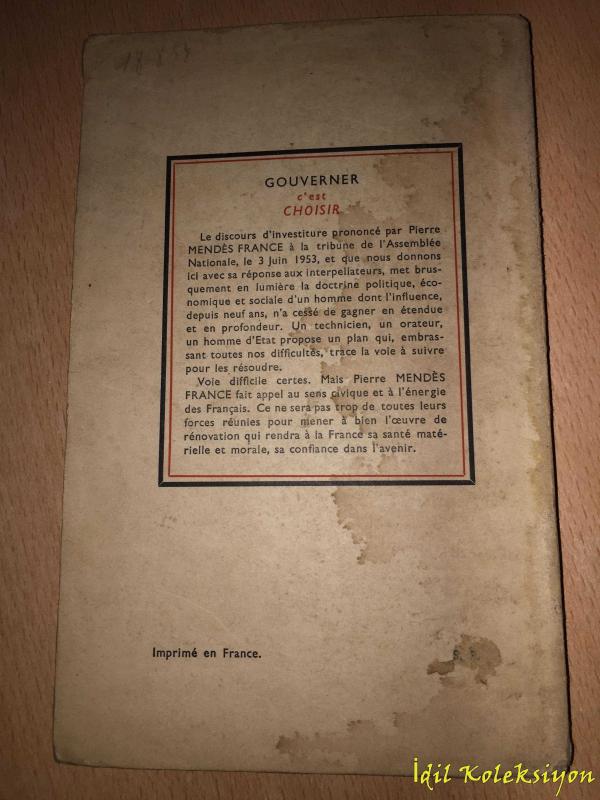 GOUVERNER
c'est
CHOISIR
Le discours d'investiture prononcé par Pierre
MENDÈS FRANCE à la tribune de l'Assemblée
Nationale, le 3 Juin 1953, et que nous donnons
ici avec sa réponse aux interpellateurs, met brus-
quement en lumière la doctrine politique, éco-
nomique et sociale d'un homme dont l'influence,
depuis neuf ans, n'a cessé de gagner en étendue
et en profondeur. Un technicien, un orateur,
un homme d'Etat propose un plan qui, embras-
sant toutes nos difficultés, trace la voie à suivre
pour les résoudre.
Voie difficile certes. Mais Pierre MENDÈS
FRANCE fait appel au sens civique et à l'énergie
des Français. Ce ne sera pas trop de toutes leurs
forces réunies pour mener à bien l'œuvre de
rénovation qui rendra à la France sa santé maté-
rielle et morale, sa confiance dans l'avenir.
Imprimé en France.
İdil Koleksiyon